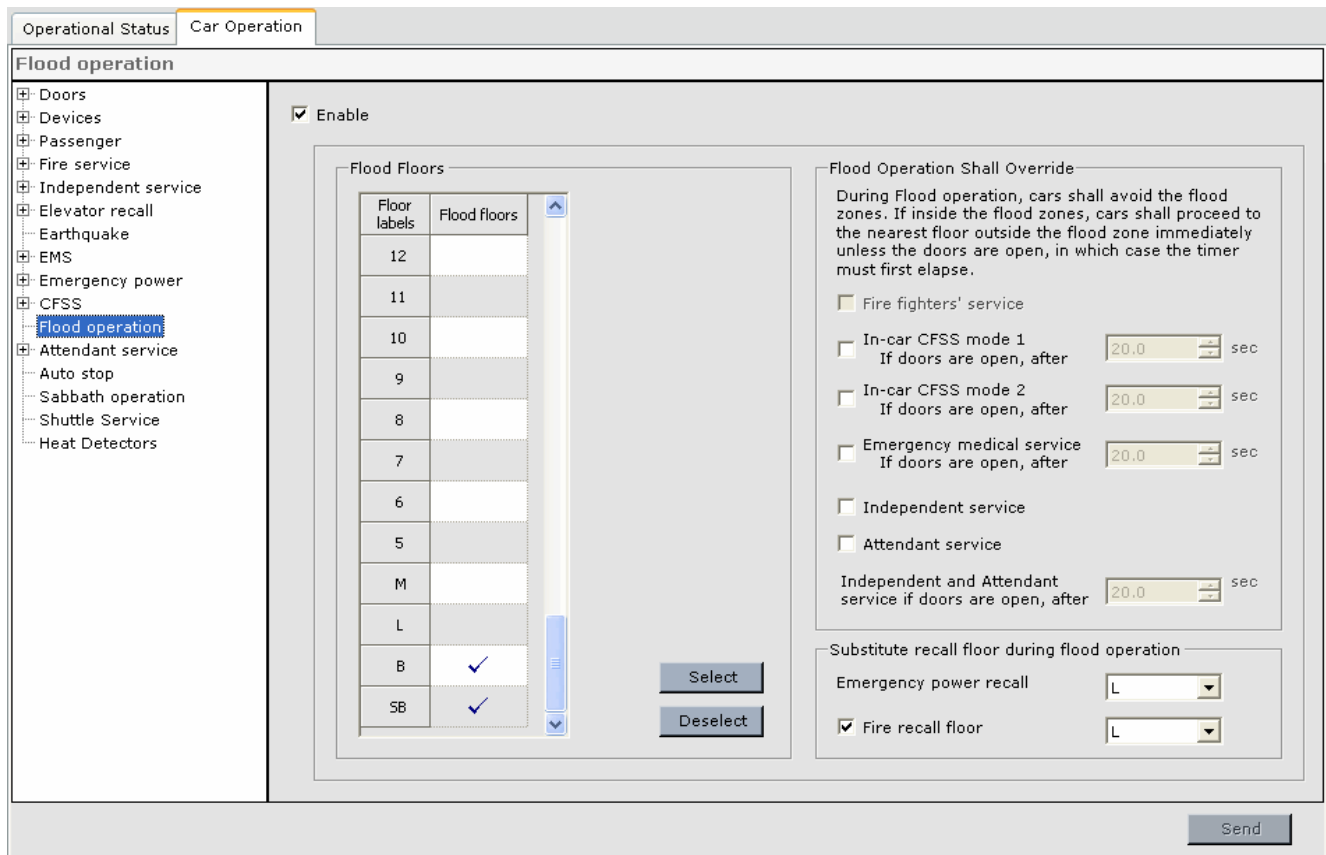 Operational Status
Car Operation
Flood operation
Doors
Devices
Passenger
Fire service
Independent service
Elevator recall
Earthquake
EMS
Emergency power
CFSS
Flood operation
Attendant service
Auto stop
Sabbath operation
Shuttle Service
Heat Detectors
Enable
Flood Floors
Floor
labels
Flood floors
12
11
10
9
8
7
6
5
M
L
B
SB
Select
Deselect
Flood Operation Shall Override
During Flood operation, cars shall avoid the flood
zones. If inside the flood zones, cars shall proceed to
the nearest floor outside the flood zone immediately
unless the doors are open, in which case the timer
must first elapse.
Fire fighters' service
In-car CFSS mode 1
If doors are open, after
20.0 sec
In-car CFSS mode 2
If doors are open, after
20.0 sec
Emergency medical service
If doors are open, after
20.0 sec
Independent service
Attendant service
Independent and Attendant
service if doors are open, after
20.0 sec
Substitute recall floor during flood operation
Emergency power recall
L
Fire recall floor
L
Send